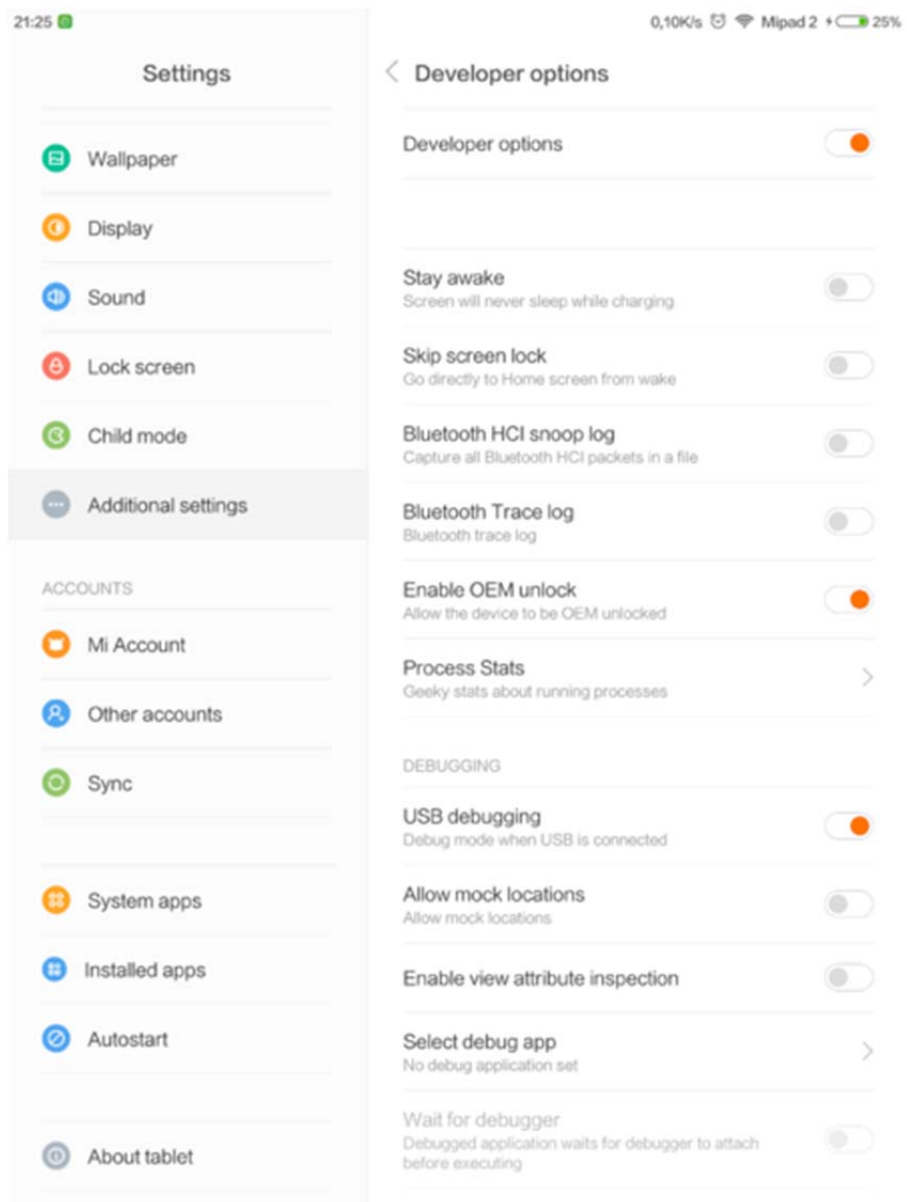 21:25
0,10K/s Mipad 2 25%
Settings
Wallpaper
Display
Sound
Lock screen
Child mode
Additional settings
ACCOUNTS
Mi Account
Other accounts
Sync
System apps
Installed apps
Autostart
About tablet
Developer options
Developer options
Stay awake
Screen will never sleep while charging
Skip screen lock
Go directly to Home screen from wake
Bluetooth HCI snoop log
Capture all Bluetooth HCI packets in a file
Bluetooth Trace log
Bluetooth trace log
Enable OEM unlock
Allow the device to be OEM unlocked
Process Stats
Geeky stats about running processes
DEBUGGING
USB debugging
Debug mode when USB is connected
Allow mock locations
Allow mock locations
Enable view attribute inspection
Select debug app
No debug application set
Wait for debugger
Debugged application waits for debugger to attach
before executing